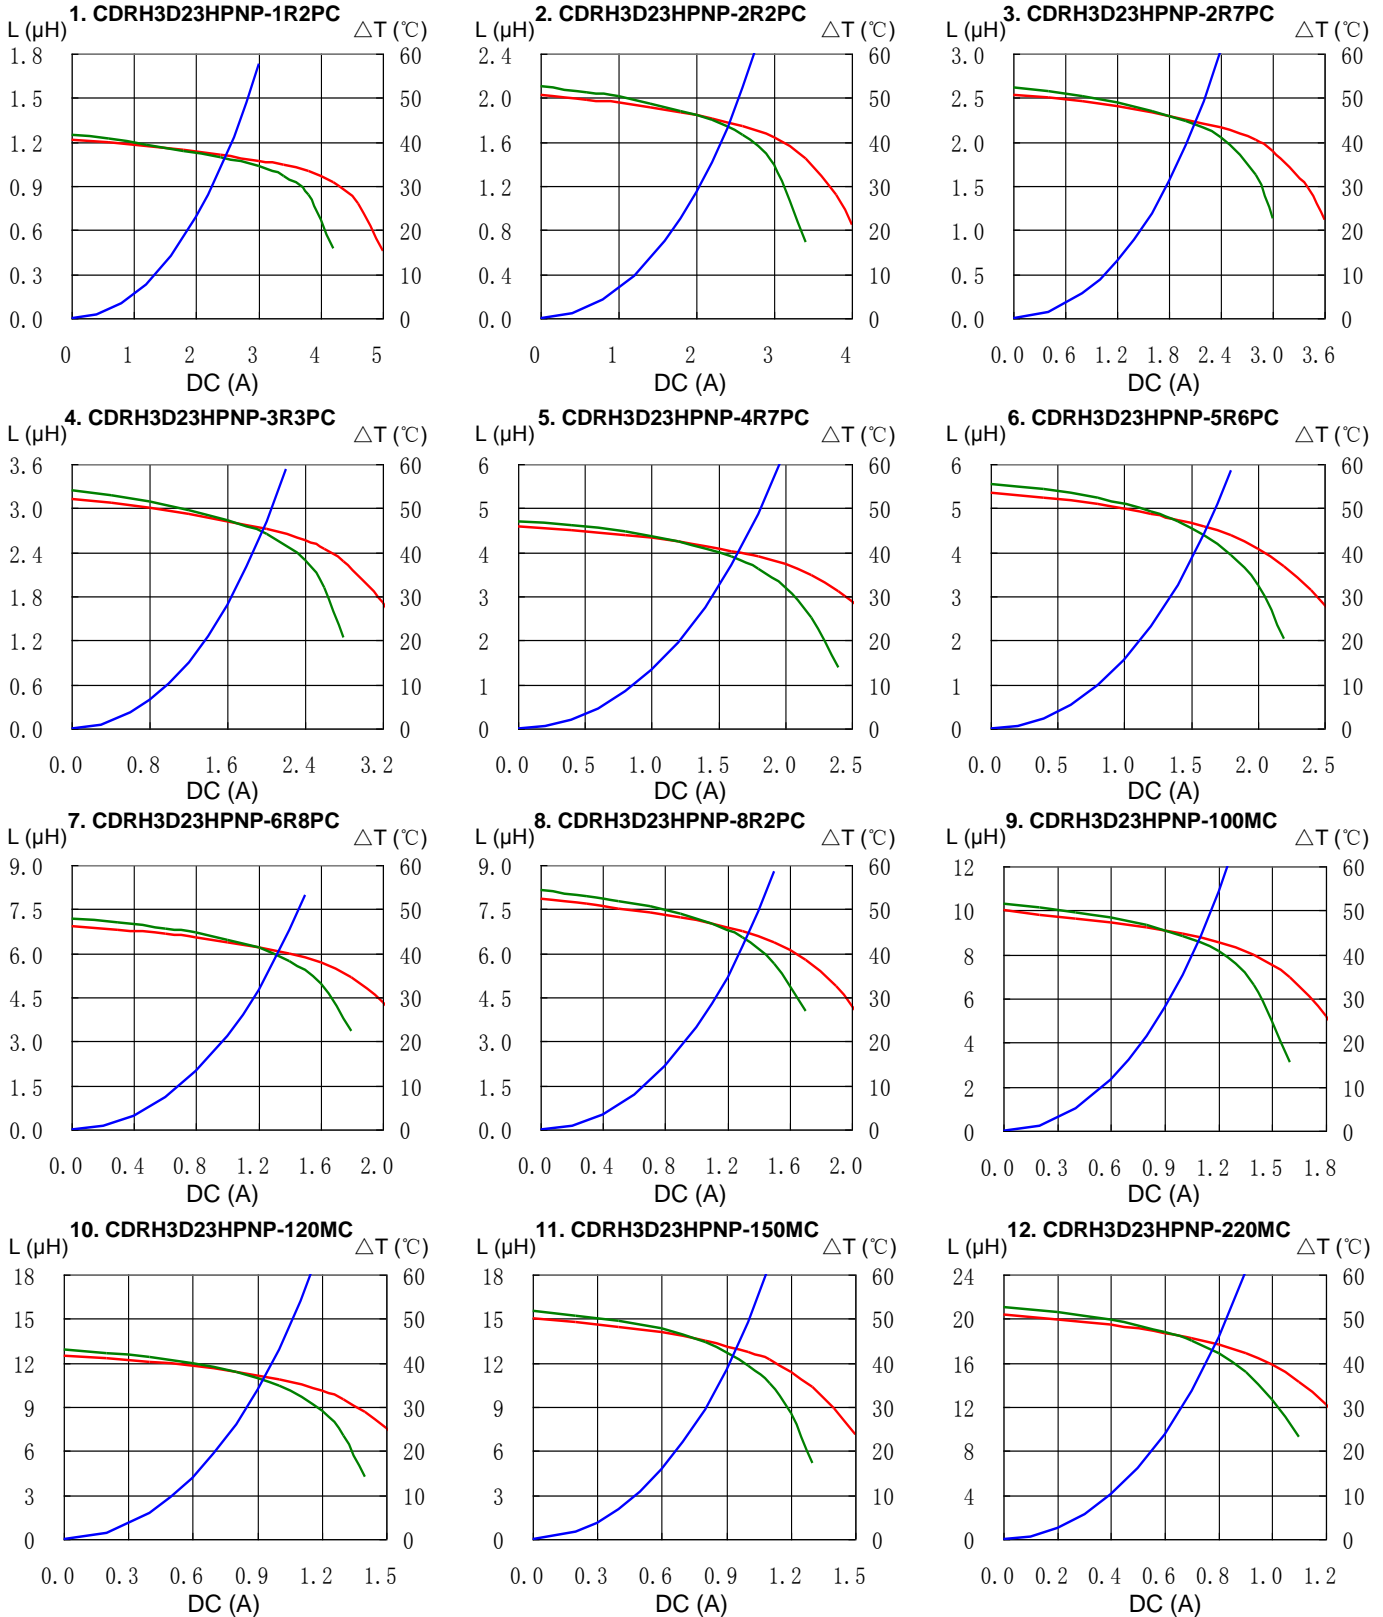 1. CDRH3D23HPNP-1R2PC
L (μH)
△T (℃)
1.8
1.5
1.2
0.9
0.6
0.3
0.0
60
50
40
30
20
10
0
0 1 2 3 4 5
DC (A)
2. CDRH3D23HPNP-2R2PC
L (μH)
△T (℃)
2.4
2.0
1.6
1.2
0.8
0.4
0.0
60
50
40
30
20
10
0
0 1 2 3 4
DC (A)
3. CDRH3D23HPNP-2R7PC
L (μH)
△T (℃)
3.0
2.5
2.0
1.5
1.0
0.5
0.0
60
50
40
30
20
10
0
0.0 0.6 1.2 1.8 2.4 3.0 3.6
DC (A)
4. CDRH3D23HPNP-3R3PC
L (μH)
△T (℃)
3.6
3.0
2.4
1.8
1.2
0.6
0.0
60
50
40
30
20
10
0
0.0 0.8 1.6 2.4 3.2
DC (A)
5. CDRH3D23HPNP-4R7PC
L (μH)
△T (℃)
6
5
4
3
2
1
0
60
50
40
30
20
10
0
0.0 0.5 1.0 1.5 2.0 2.5
DC (A)
6. CDRH3D23HPNP-5R6PC
L (μH)
△T (℃)
6
5
4
3
2
1
0
60
50
40
30
20
10
0
0.0 0.5 1.0 1.5 2.0 2.5
DC (A)
7. CDRH3D23HPNP-6R8PC
L (μH)
△T (℃)
9.0
7.5
6.0
4.5
3.0
1.5
0.0
60
50
40
30
20
10
0
0.0 0.4 0.8 1.2 1.6 2.0
DC (A)
8. CDRH3D23HPNP-8R2PC
L (μH)
△T (℃)
9.0
7.5
6.0
4.5
3.0
1.5
0.0
60
50
40
30
20
10
0
0.0 0.4 0.8 1.2 1.6 2.0
DC (A)
9. CDRH3D23HPNP-100MC
L (μH)
△T (℃)
12
10
8
6
4
2
0
60
50
40
30
20
10
0
0.0 0.3 0.6 0.9 1.2 1.5 1.8
DC (A)
10. CDRH3D23HPNP-120MC
L (μH)
△T (℃)
18
15
12
9
6
3
0
60
50
40
30
20
10
0
0.0 0.3 0.6 0.9 1.2 1.5
DC (A)
11. CDRH3D23HPNP-150MC
L (μH)
△T (℃)
18
15
12
9
6
3
0
60
50
40
30
20
10
0
0.0 0.3 0.6 0.9 1.2 1.5
DC (A)
12. CDRH3D23HPNP-220MC
L (μH)
△T (℃)
24
20
16
12
8
4
0
60
50
40
30
20
10
0
0.0 0.2 0.4 0.6 0.8 1.0 1.2
DC (A)